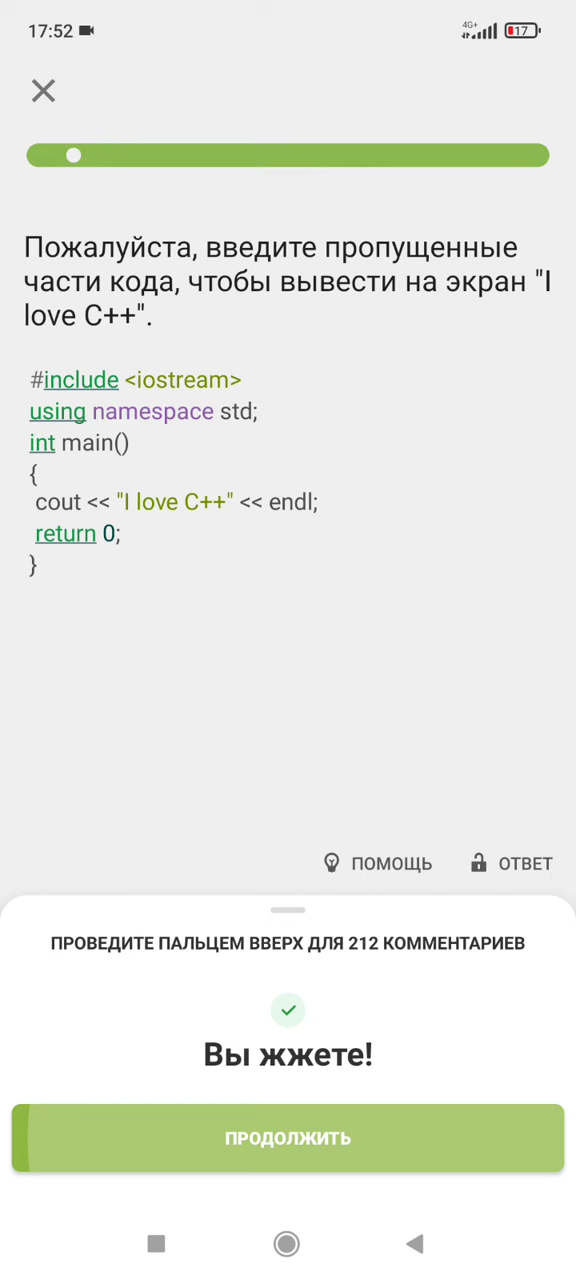 17:52
4G+
17
Пожалуйста, введите пропущенные
части кода, чтобы вывести на экран "I
love C++".
#include <iostream>
using namespace std;
int main()
{
cout << "I love C++" << endl;
return 0;
}
ПОМОЩЬ ОТВЕТ
ПРОВЕДИТЕ ПАЛЬЦЕМ ВВЕРХ ДЛЯ 212 КОММЕНТАРИЕВ
Вы жжете!
ПРОДОЛЖИТЬ